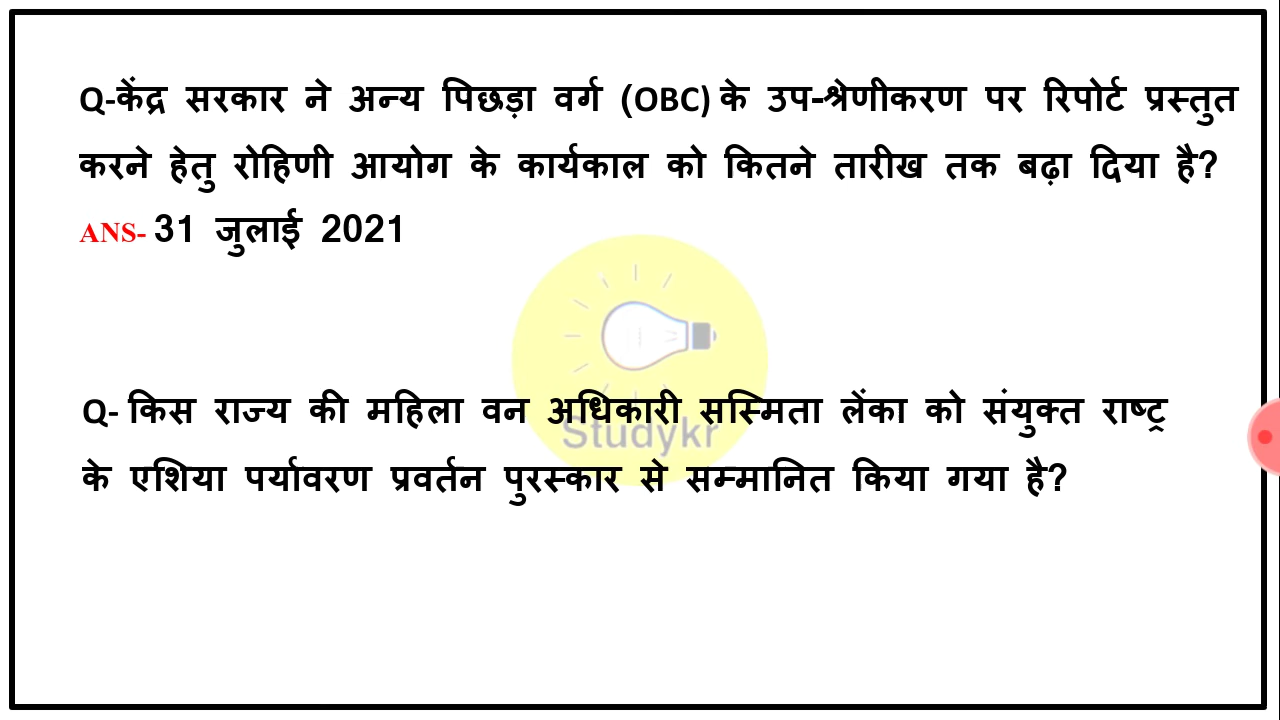 Q-केंद्र सरकार ने अन्य पिछड़ा वर्ग (OBC) के उप-श्रेणीकरण पर रिपोर्ट प्रस्तुत
करने हेतु रोहिणी आयोग के कार्यकाल को कितने तारीख तक बढ़ा दिया है?
ANS- 31 जुलाई 2021
Q- किस राज्य की महिला वन अधिकारी सस्मिता लेंका को संयुक्त राष्ट्र
Studykr
के एशिया पर्यावरण प्रवर्तन पुरस्कार से सम्मानित किया गया है?